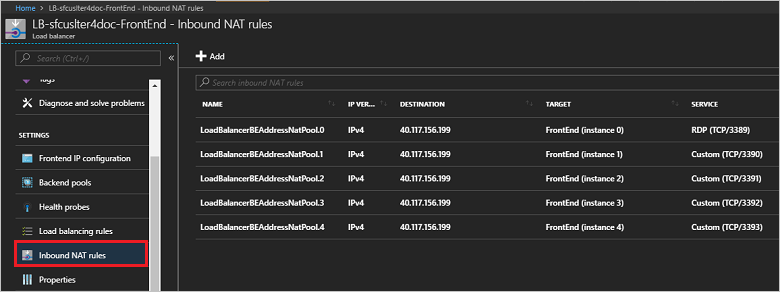 Home > LB-sfcuslter4doc-FrontEnd - Inbound NAT rules
LB-sfcuslter4doc-FrontEnd - Inbound NAT rules
Load balancer
Search (Ctrl+/)
«
Tags
Diagnose and solve problems
SETTINGS
Frontend IP configuration
Backend pools
Health probes
Load balancing rules
Inbound NAT rules
Properties
Add
Search inbound NAT rules
NAME IP VER... DESTINATION TARGET SERVICE
LoadBalancerBEAddressNatPool.0 IPv4 40.117.156.199 FrontEnd (instance 0) RDP (TCP/3389)
LoadBalancerBEAddressNatPool.1 IPv4 40.117.156.199 FrontEnd (instance 1) Custom (TCP/3390)
LoadBalancerBEAddressNatPool.2 IPv4 40.117.156.199 FrontEnd (instance 2) Custom (TCP/3391)
LoadBalancerBEAddressNatPool.3 IPv4 40.117.156.199 FrontEnd (instance 3) Custom (TCP/3392)
LoadBalancerBEAddressNatPool.4 IPv4 40.117.156.199 FrontEnd (instance 4) Custom (TCP/3393)